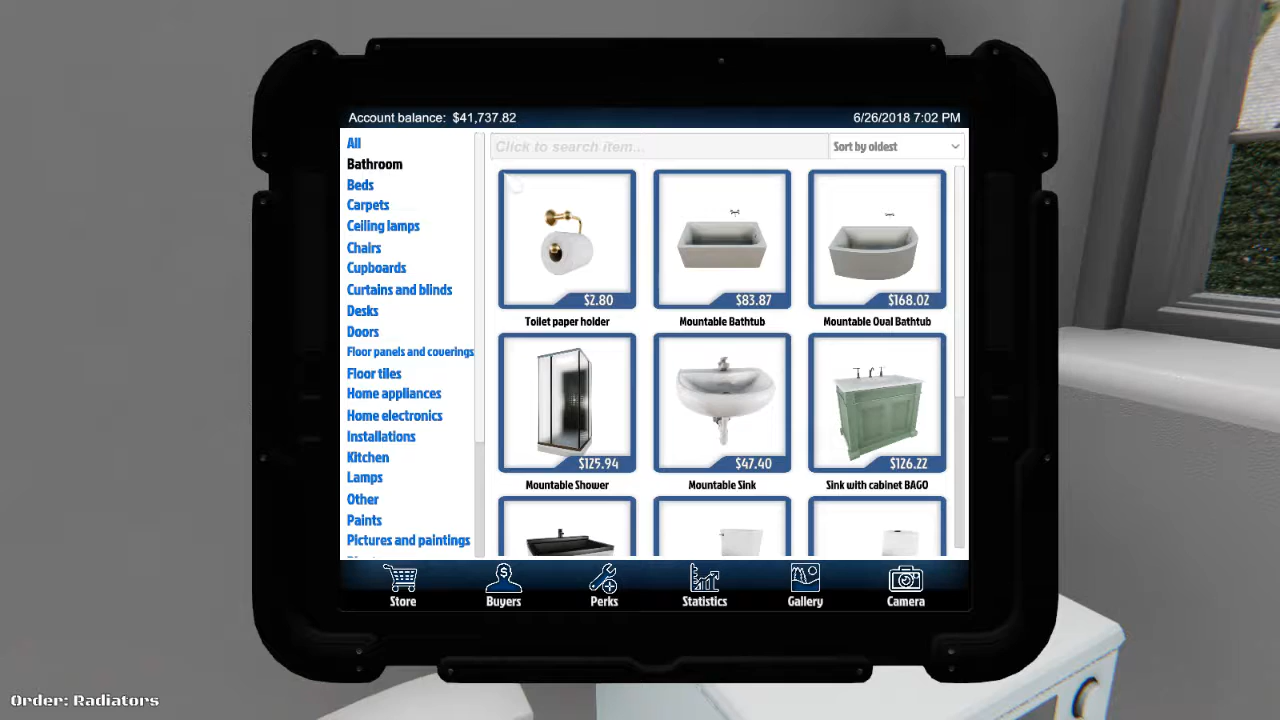 Account balance: $41,737.82
6/26/2018 7:02 PM
All
Bathroom
Beds
Carpets
Ceiling lamps
Chairs
Cupboards
Curtains and blinds
Desks
Doors
Floor panels and coverings
Floor tiles
Home appliances
Home electronics
Installations
Kitchen
Lamps
Other
Paints
Pictures and paintings
Click to search item...
Sort by oldest
$2.80
$83.87
$168.02
Toilet paper holder
Mountable Bathtub
Mountable Oval Bathtub
$125.94
$47.40
$126.22
Mountable Shower
Mountable Sink
Sink with cabinet BAGO
Store
Buyers
Perks
Statistics
Gallery
Camera
Order: Radiators